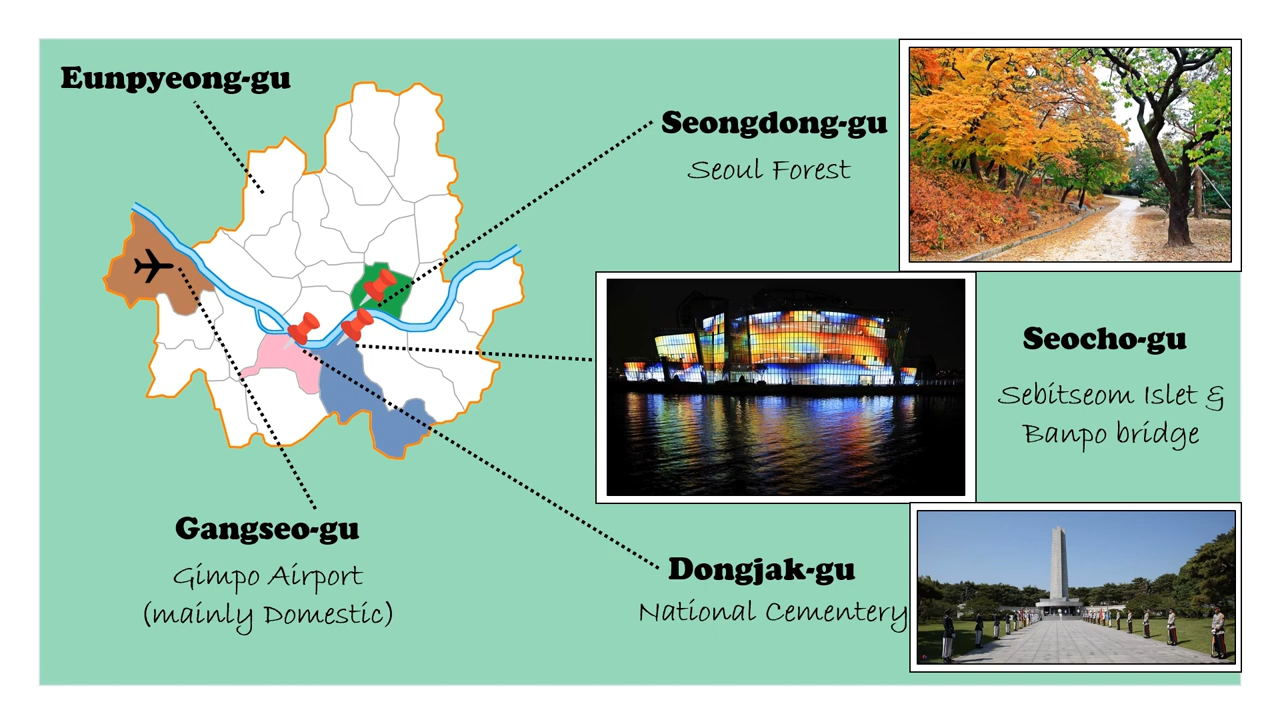 Eunpyeong-gu
Seongdong-gu
Seoul Forest
Seocho-gu
Sebitseom Islet &
Banpo bridge
Gangseo-gu
Gimpo Airport
(mainly Domestic)
Dongjak-gu
National Cementery